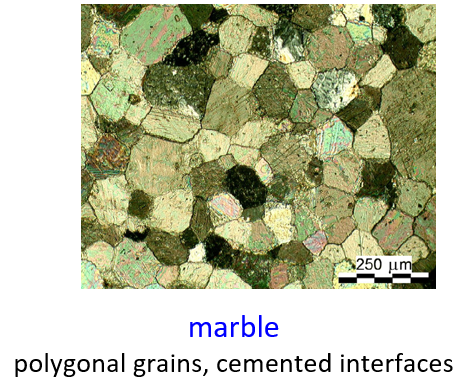 250 µm
marble
polygonal grains, cemented interfaces